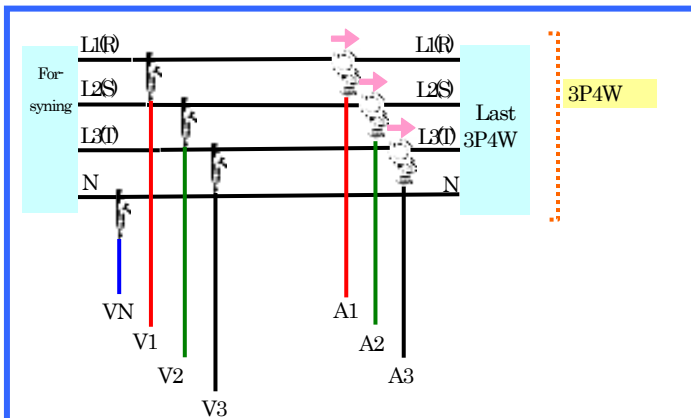 L1(R)
L1(R)
For-
syning
L2(S)
L2(S)
3P4W
Last
3P4W
L3(T)
L3(T)
N
N
VN
A1
V1
A2
V2
A3
V3